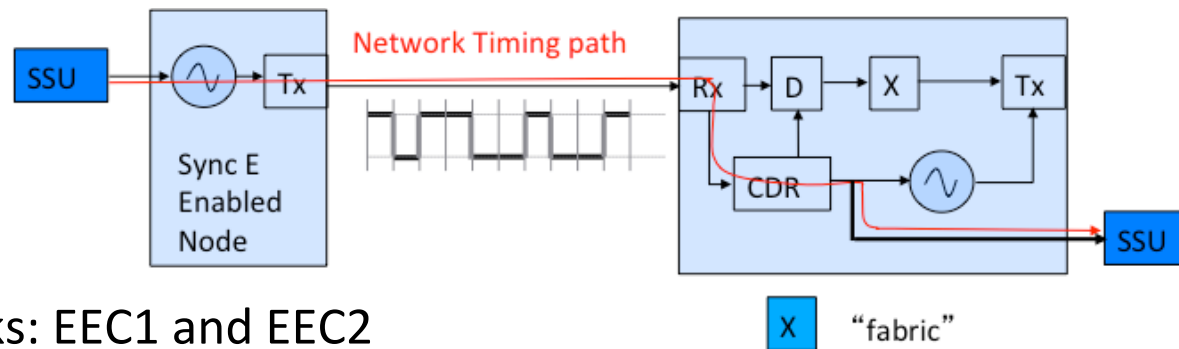 SSU
Tx
Sync E
Enabled
Node
Network Timing path
Rx
D
X
Tx
CDR
SSU
ks: EEC1 and EEC2
X
“fabric”